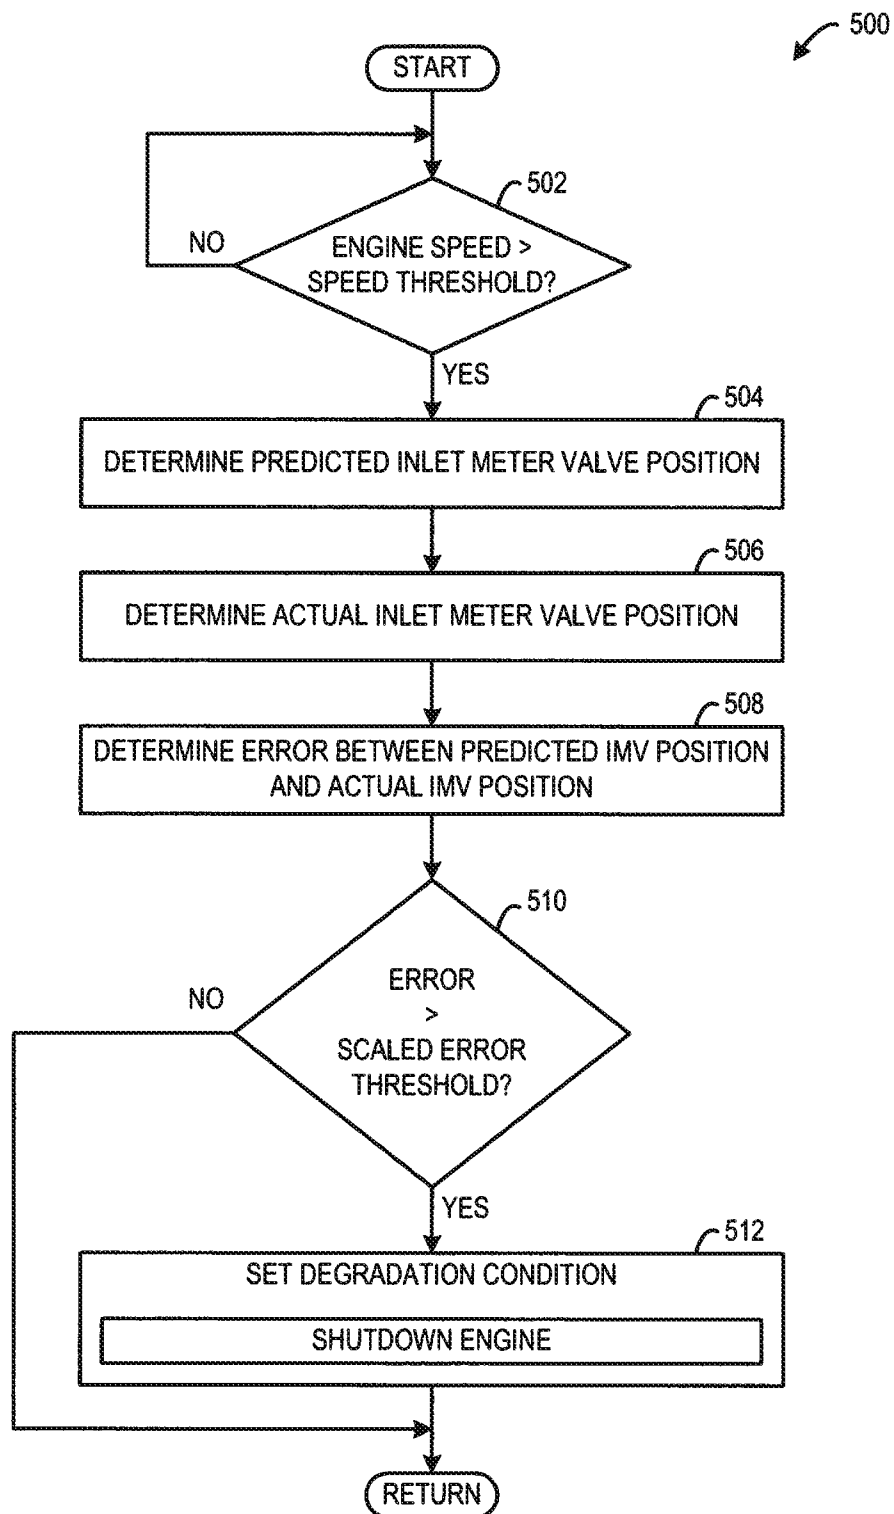 500
START
502
NO
ENGINE SPEED >
SPEED THRESHOLD?
YES
504
DETERMINE PREDICTED INLET METER VALVE POSITION
506
DETERMINE ACTUAL INLET METER VALVE POSITION
508
DETERMINE ERROR BETWEEN PREDICTED IMV POSITION
AND ACTUAL IMV POSITION
510
NO
ERROR
>
SCALED ERROR
THRESHOLD?
YES
512
SET DEGRADATION CONDITION
SHUTDOWN ENGINE
RETURN